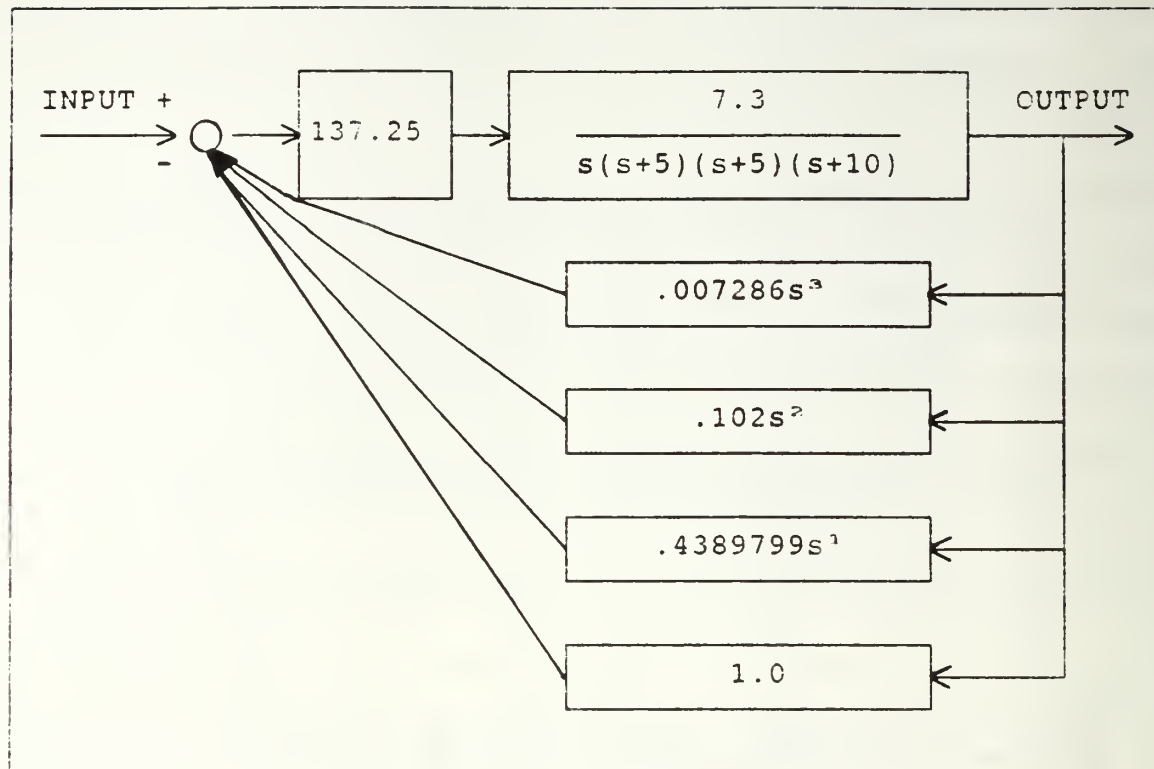 INPUT +
-
137.25
7.3
s(s+5)(s+5)(s+10)
OUTPUT
.007286s³
.102s²
.4389799s¹
1.0